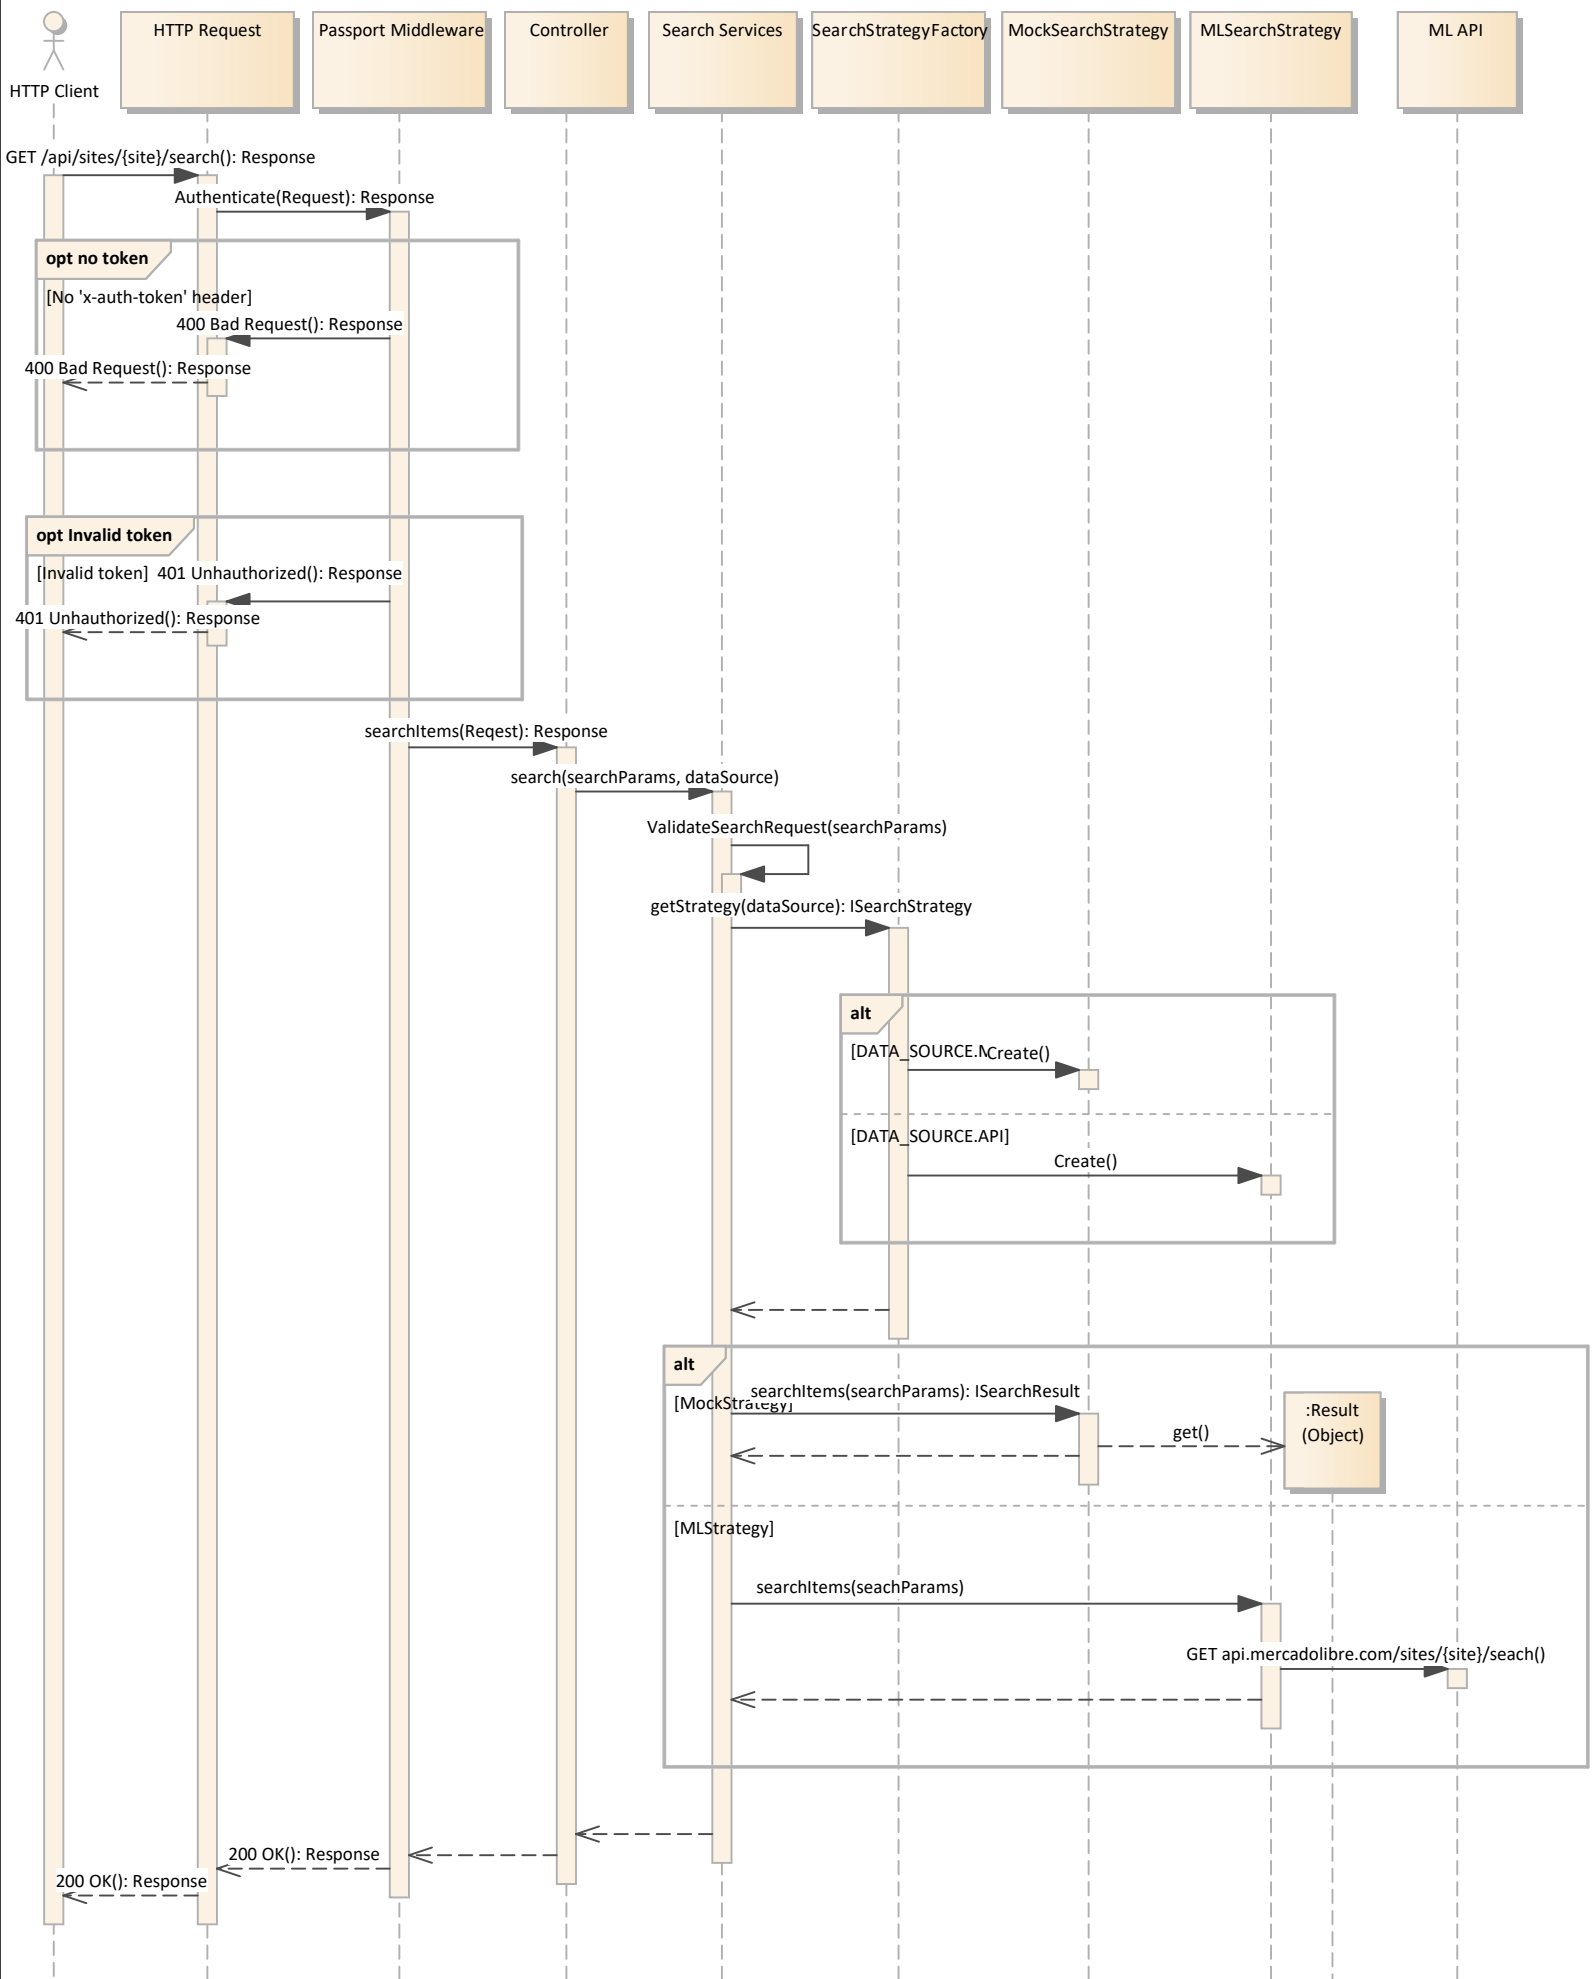 HTTP Client
HTTP Request
Passport Middleware
Controller
Search Services
SearchStrategyFactory
MockSearchStrategy
MLSearchStrategy
ML API
GET /api/sites/{site}/search(): Response
Authenticate(Request): Response
opt no token
[No 'x-auth-token' header]
400 Bad Request(): Response
400 Bad Request(): Response
opt Invalid token
[Invalid token]
401 Unhauthorized(): Response
401 Unhauthorized(): Response
searchItems(Reqest): Response
search(searchParams, dataSource)
ValidateSearchRequest(searchParams)
getStrategy(dataSource): ISearchStrategy
alt
[DATA_SOURCE.
Create()
[DATA_SOURCE.API]
Create()
alt
searchItems(searchParams): ISearchResult
[MockStrategy]
:Result
(Object)
get()
[MLStrategy]
searchItems(seachParams)
GET api.mercadolibre.com/sites/{site}/seach()
200 OK(): Response
200 OK(): Response